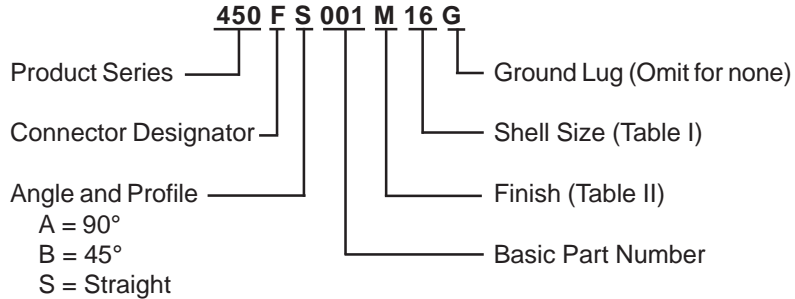 450 F S 001 M 16 G
Product Series
Connector Designator
Angle and Profile
A = 90°
B = 45°
S = Straight
Ground Lug (Omit for none)
Shell Size (Table I)
Finish (Table II)
Basic Part Number